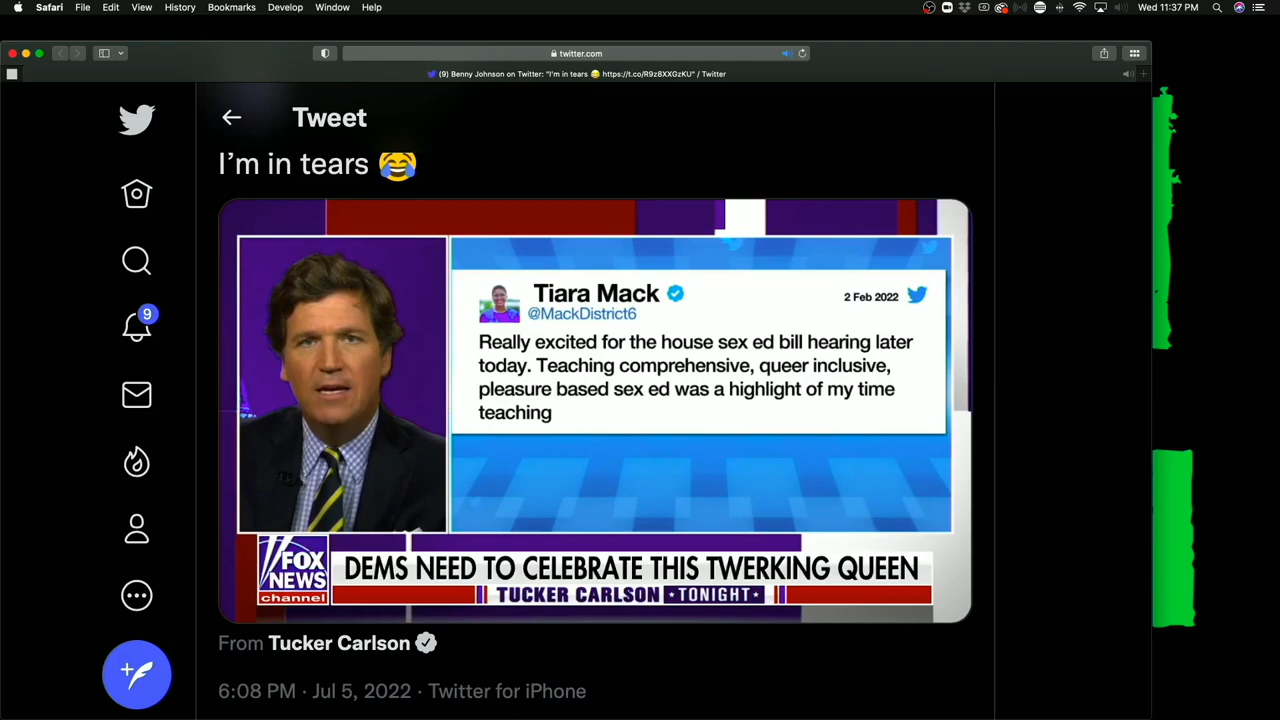 Safari File Edit View History Bookmarks Develop Window Help
Wed 11:37 PM
twitter.com
(9) Benny Johnson on Twitter: "I'm in tears 😂 https://t.co/R9z8XXGzKU" / Twitter
Tweet
I'm in tears 😂
Tiara Mack
2 Feb 2022
@MackDistrict6
Really excited for the house sex ed bill hearing later
today. Teaching comprehensive, queer inclusive,
pleasure based sex ed was a highlight of my time
teaching
9
FOX
NEWS
channel
DEMS NEED TO CELEBRATE THIS TWERKING QUEEN
TUCKER CARLSON TONIGHT
From Tucker Carlson
6:08 PM · Jul 5, 2022 · Twitter for iPhone